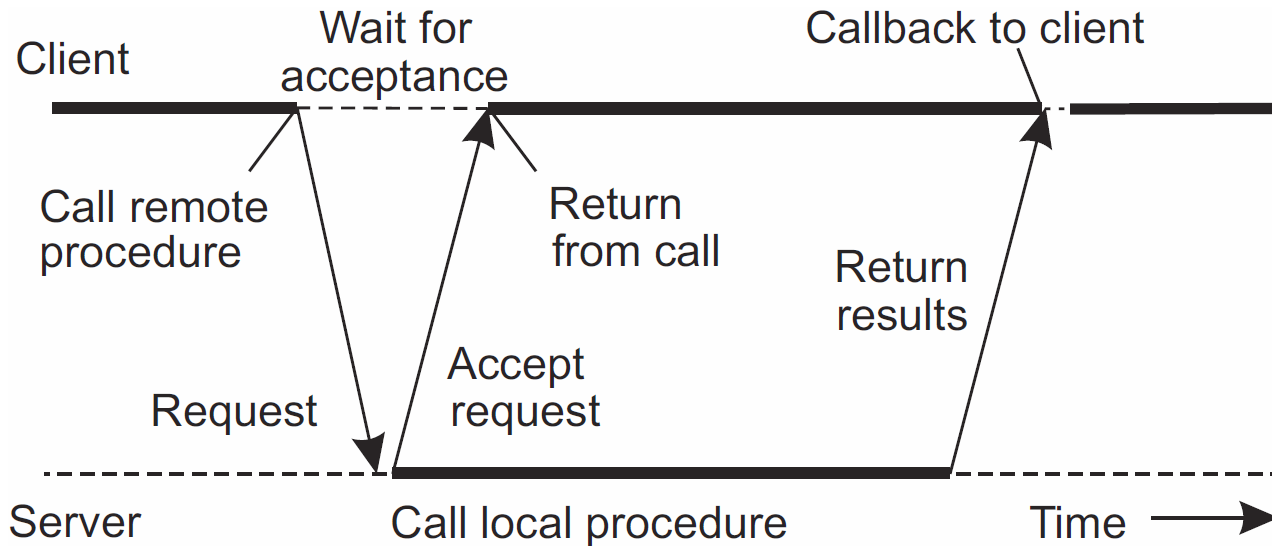 Client
Wait for
acceptance
Callback to client
Call remote
procedure
Return
from call
Return
results
Request
Accept
request
Server
Call local procedure
Time